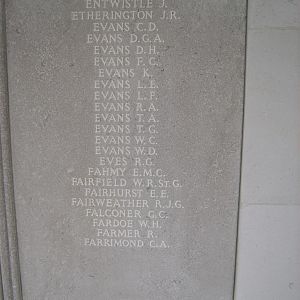 ENTWISTLE J.
ETHERINGTON J.R.
EVANS C.D.
EVANS D.G.A.
EVANS D.H.
EVANS F.C.
EVANS K.
EVANS L.E.
EVANS L.F.
EVANS R.A.
EVANS T.A.
EVANS T.G.
EVANS W.C.
EVANS W.D.
EVES R.G.
FAHMY E.M.C.
FAIRFIELD W.R.ST.G.
FAIRHURST E.E.
FAIRWEATHER R.J.G.
FALCONER G.C.
FARDOE W.H.
FARMER R.
FARRIMOND C.A.